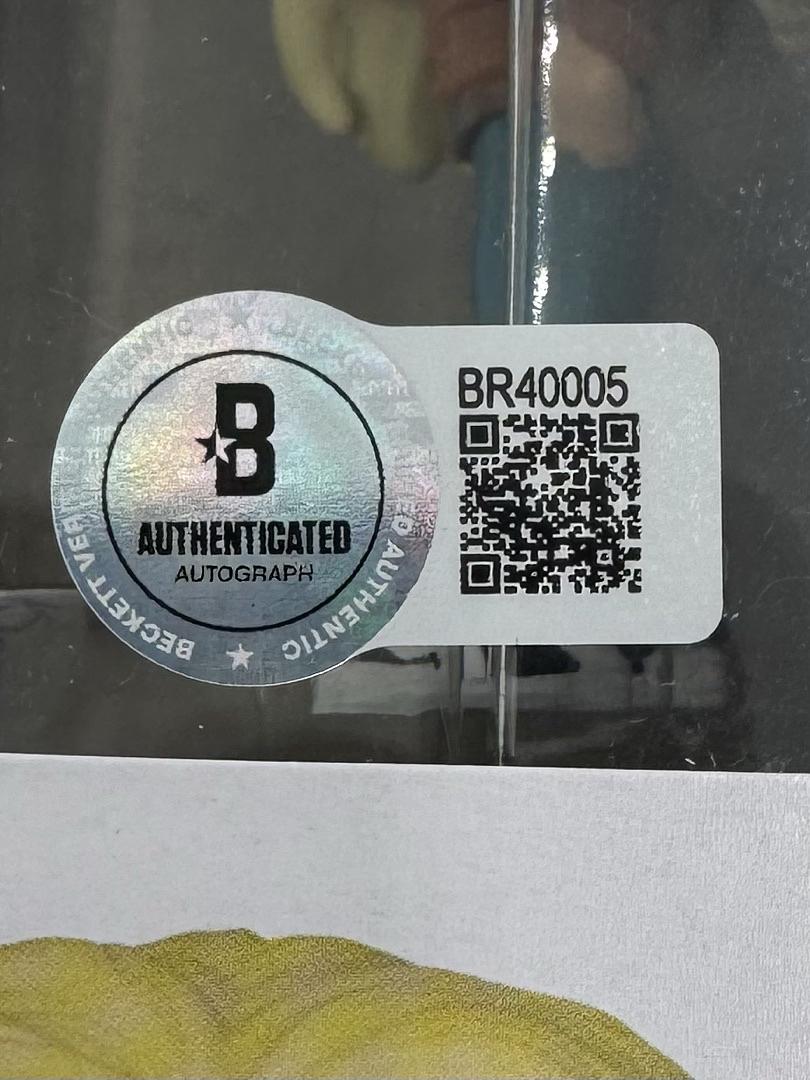 B
AUTHENTICATED
AUTOGRAPH
BECKETT
AUTHENTIC
BR40005